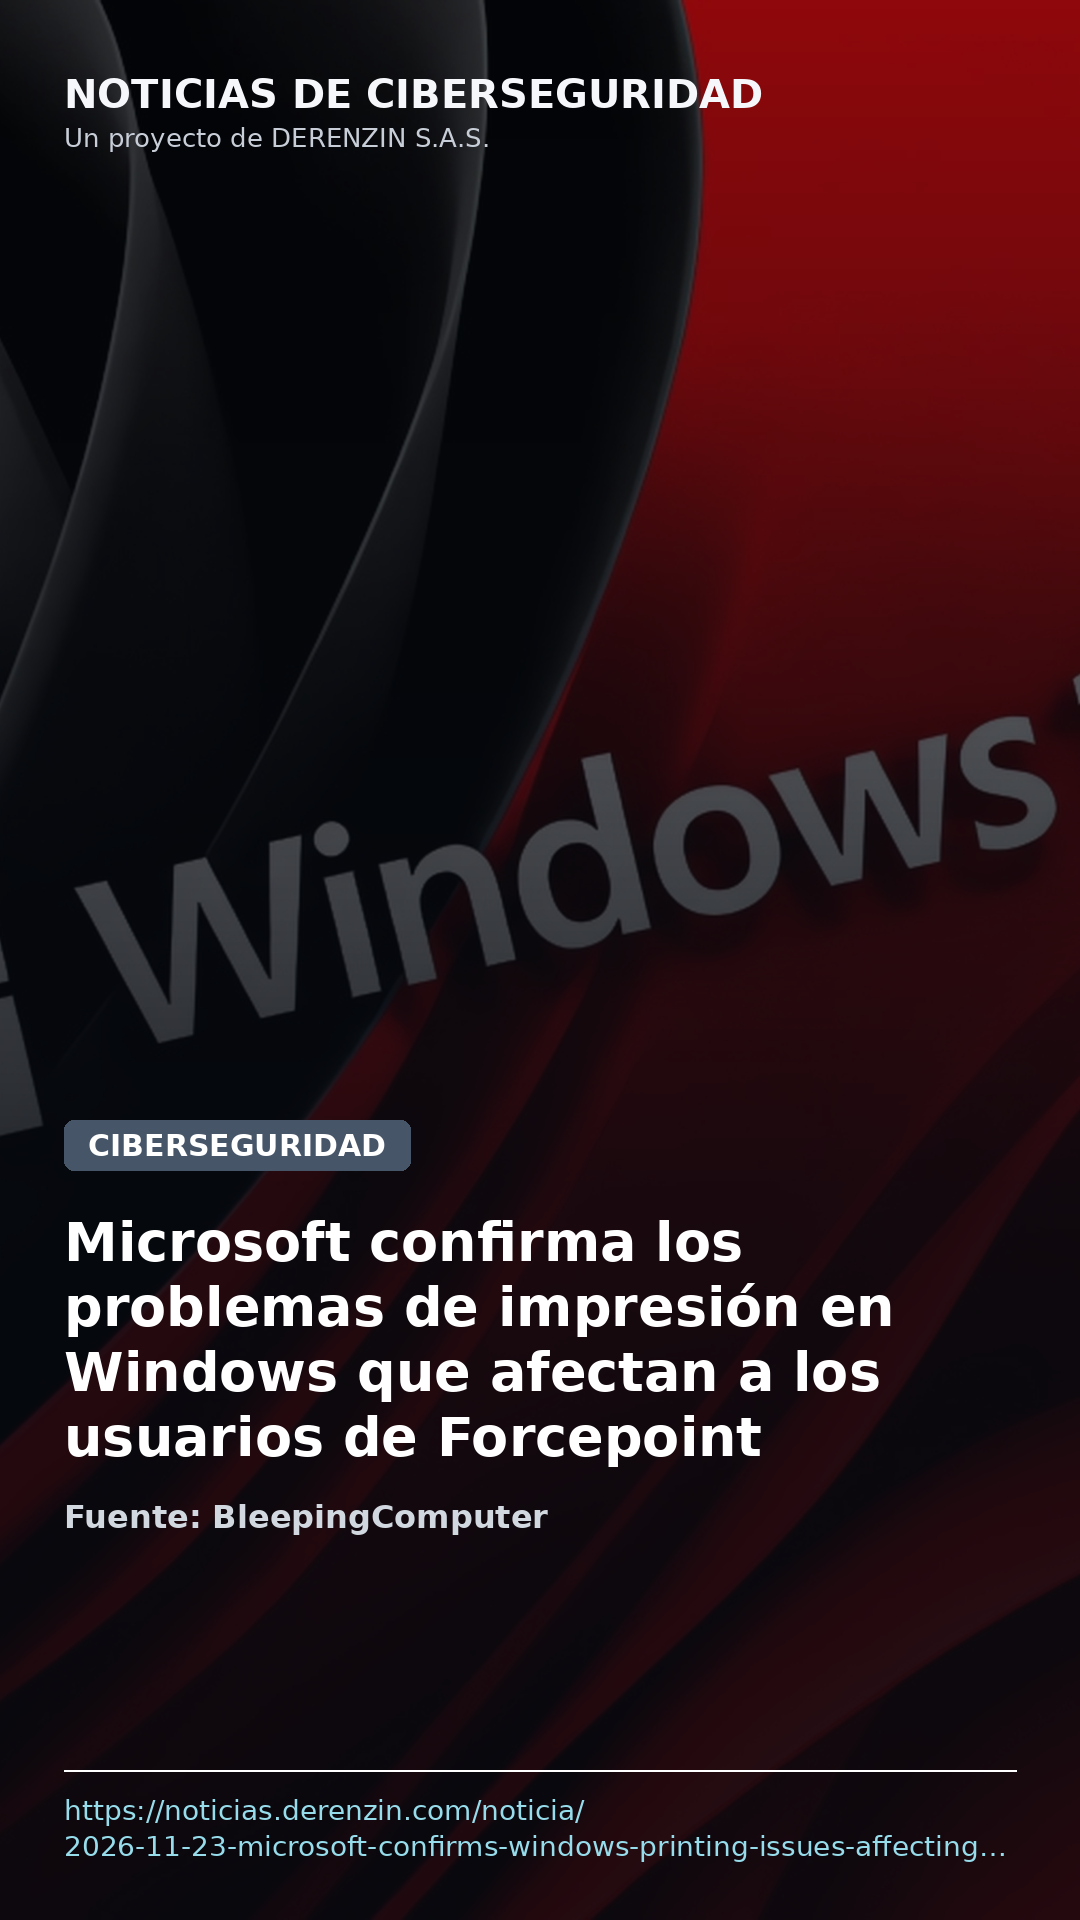 NOTICIAS DE CIBERSEGURIDAD
Un proyecto de DERENZIN S.A.S.
Windows
CIBERSEGURIDAD
Microsoft confirma los
problemas de impresión en
Windows que afectan a los
usuarios de Forcepoint
Fuente: BleepingComputer
https://noticias.derenzin.com/noticia/
2026-11-23-microsoft-confirms-windows-printing-issues-affecting…